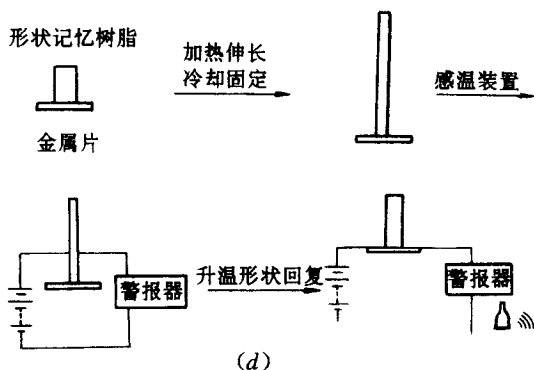 形状记忆树脂
加热伸长
冷却固定
感温装置
金属片
警报器
升温形状回复
警报器
(d)